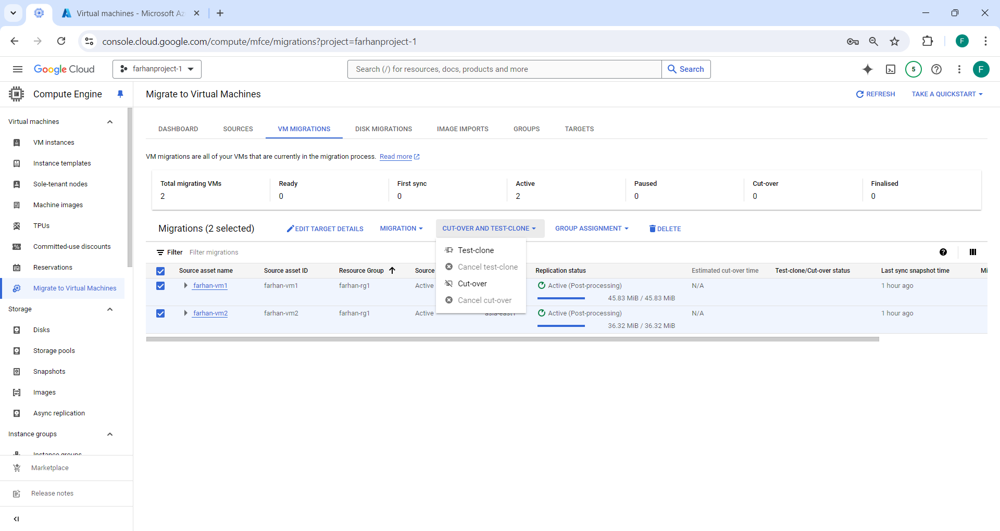 Virtual machines - Microsoft Az
console.cloud.google.com/compute/mfce/migrations?project=farhanproject-1
F
Google Cloud
farhanproject-1
Search (/) for resources, docs, products and more
Search
5
F
Compute Engine
Migrate to Virtual Machines
REFRESH
TAKE A QUICKSTART
Virtual machines
VM instances
Instance templates
Sole-tenant nodes
Machine images
TPUs
Committed-use discounts
Reservations
Migrate to Virtual Machines
Storage
Disks
Storage pools
Snapshots
Images
Async replication
Instance groups
Instance groups
Marketplace
Release notes
DASHBOARD
SOURCES
VM MIGRATIONS
DISK MIGRATIONS
IMAGE IMPORTS
GROUPS
TARGETS
VM migrations are all of your VMs that are currently in the migration process. Read more
Total migrating VMs
2
Ready
0
First sync
0
Active
2
Paused
0
Cut-over
0
Finalised
0
Migrations (2 selected)
EDIT TARGET DETAILS
MIGRATION
CUT-OVER AND TEST-CLONE
GROUP ASSIGNMENT
DELETE
Test-clone
Cancel test-clone
Cut-over
Cancel cut-over
Filter
Filter migrations
Source asset name
Source asset ID
Resource Group
Source
Replication status
Estimated cut-over time
Test-clone/Cut-over status
Last sync snapshot time
Mi
farhan-vm1
farhan-vm1
farhan-rg1
Active
Active (Post-processing)
45.83 MiB / 45.83 MiB
N/A
1 hour ago
farhan-vm2
farhan-vm2
farhan-rg1
Active
asia-east1
Active (Post-processing)
36.32 MiB / 36.32 MiB
N/A
1 hour ago